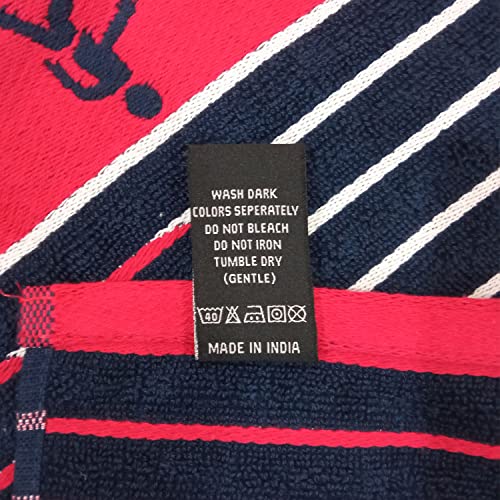 WASH DARK
COLORS SEPERATELY
DO NOT BLEACH
DO NOT IRON
TUMBLE DRY
(GENTLE)
40
MADE IN INDIA